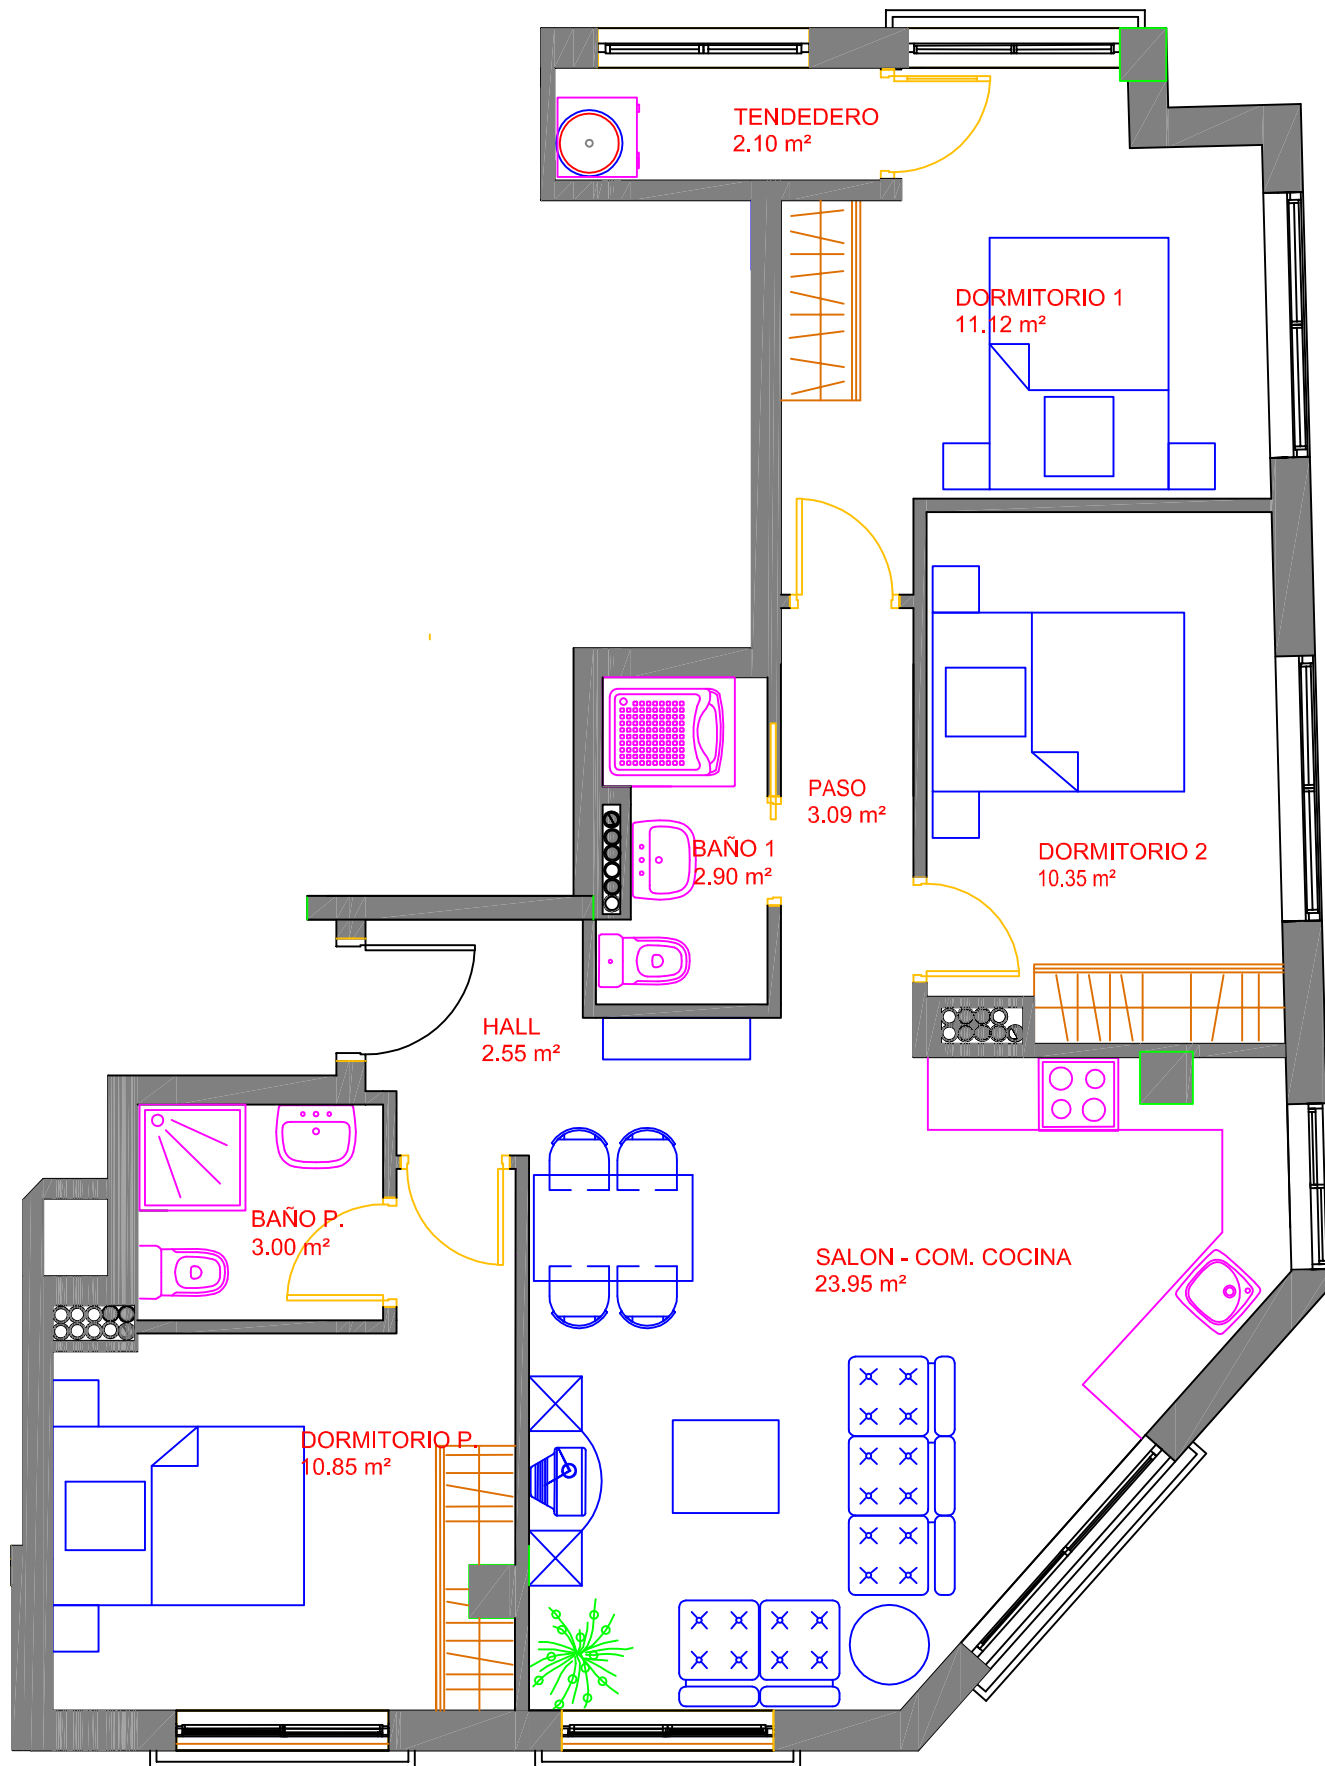 TENDEDERO
2.10 m²
DORMITORIO 1
11.12 m²
PASO
3.09 m²
BAÑO 1
2.90 m²
DORMITORIO 2
10.35 m²
HALL
2.55 m²
BAÑO P.
3.00 m²
SALON - COM. COCINA
23.95 m²
DORMITORIO P.
10.85 m²